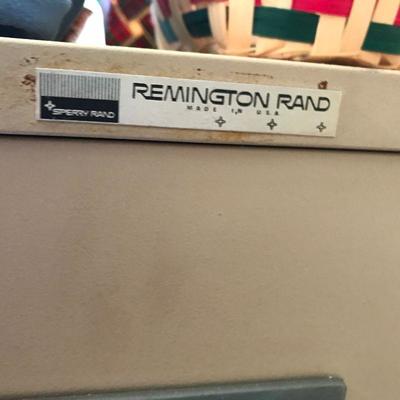 SPERRY RAND
REMINGTON RAND
MADE IN U.S.A.